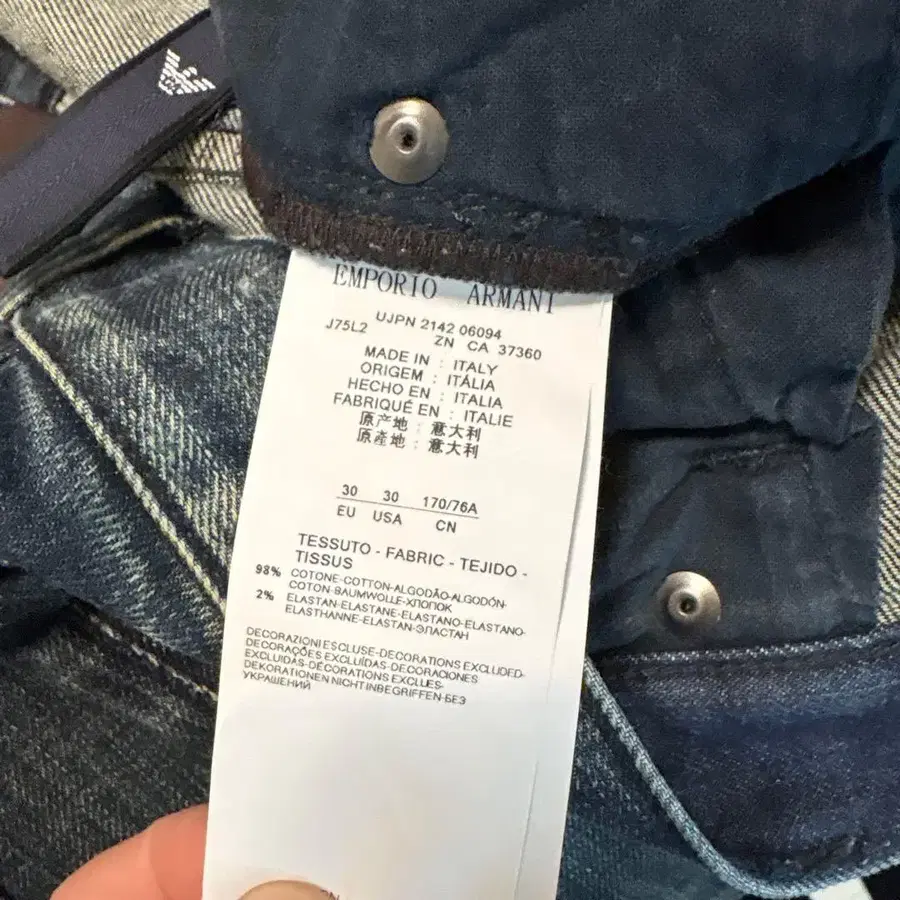 EMPORIO ARMANI
UJPN 2142 06094
J75L2 ZN CA 37360
MADE IN : ITALY
ORIGEM : ITÁLIA
HECHO EN : ITALIA
FABRIQUÉ EN : ITALIE
原产地 : 意大利
原產地 : 意大利
30 30 170/76A
EU USA CN
TESSUTO - FABRIC - TEJIDO -
TISSUS
98% COTONE-COTTON-ALGODÃO-ALGODÓN-
COTON-BAUMWOLLE-ХЛОПОК
2% ELASTAN-ELASTANE-ELASTANO-ELASTANO-
ELASTHANNE-ELASTAN-ЭЛАСТАН
DECORAZIONI ESCLUSE-DECORATIONS EXCLUDED-
DECORAÇÕES EXCLUÍDAS-DECORACIONES
EXCLUIDAS-DÉCORATIONS EXCLUES-
DEKORATIONEN NICHT INBEGRIFFEN-БЕЗ
УКРАШЕНИЙ